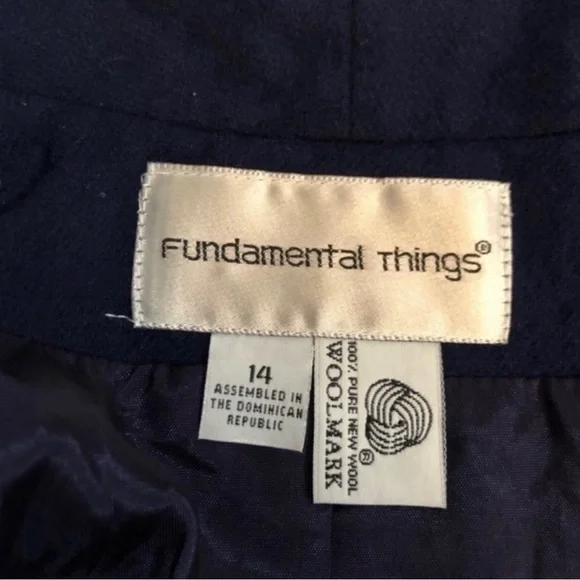 Fundamental Things®
14
ASSEMBLED IN
THE DOMINICAN
REPUBLIC
100% PURE NEW WOOL
WOOLMARK®